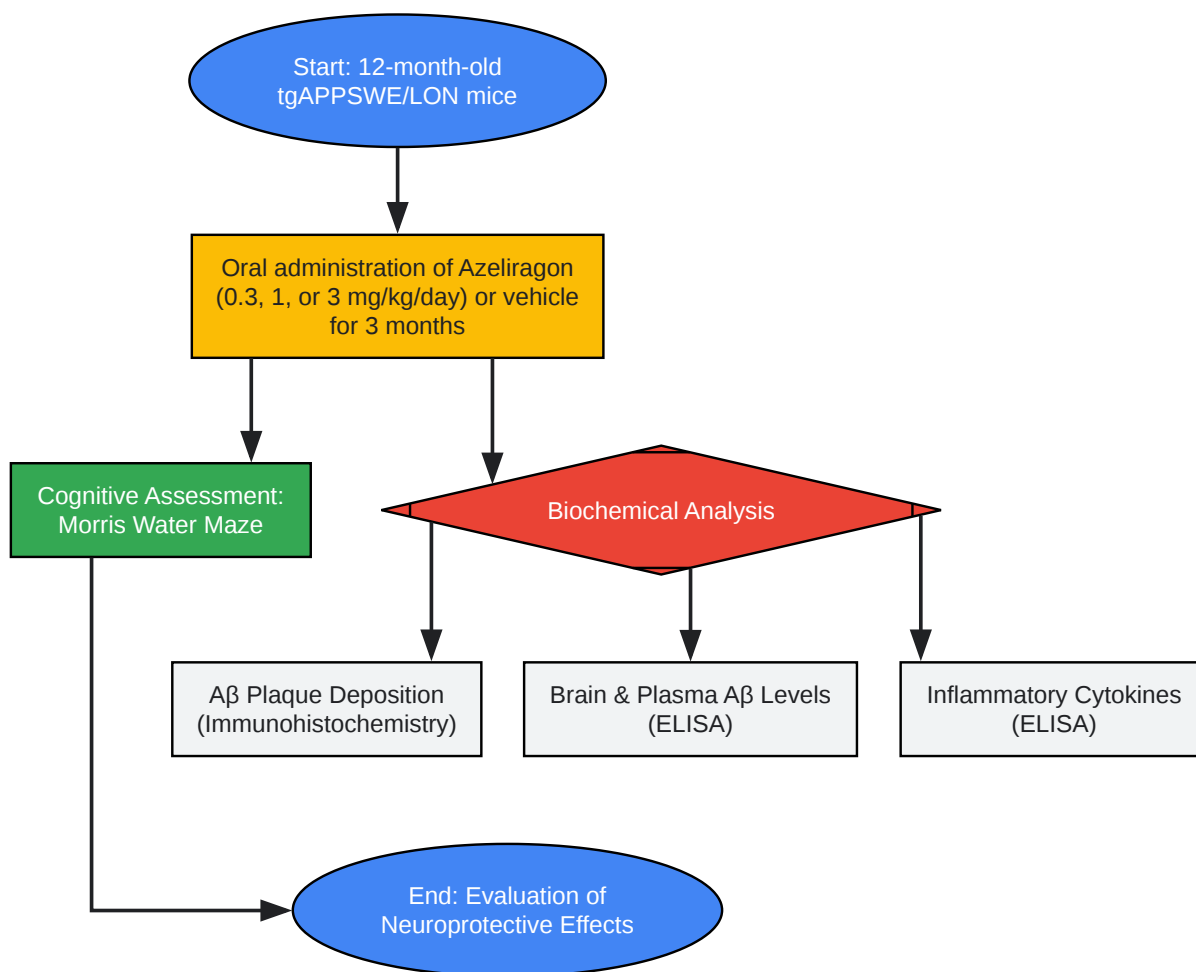 Start: 12-month-old
tgAPPSWE/LON mice
Oral administration of Azeliragon
(0.3, 1, or 3 mg/kg/day) or vehicle
for 3 months
Cognitive Assessment:
Morris Water Maze
Biochemical Analysis
Aβ Plaque Deposition
(Immunohistochemistry)
Brain & Plasma Aβ Levels
(ELISA)
Inflammatory Cytokines
(ELISA)
End: Evaluation of
Neuroprotective Effects